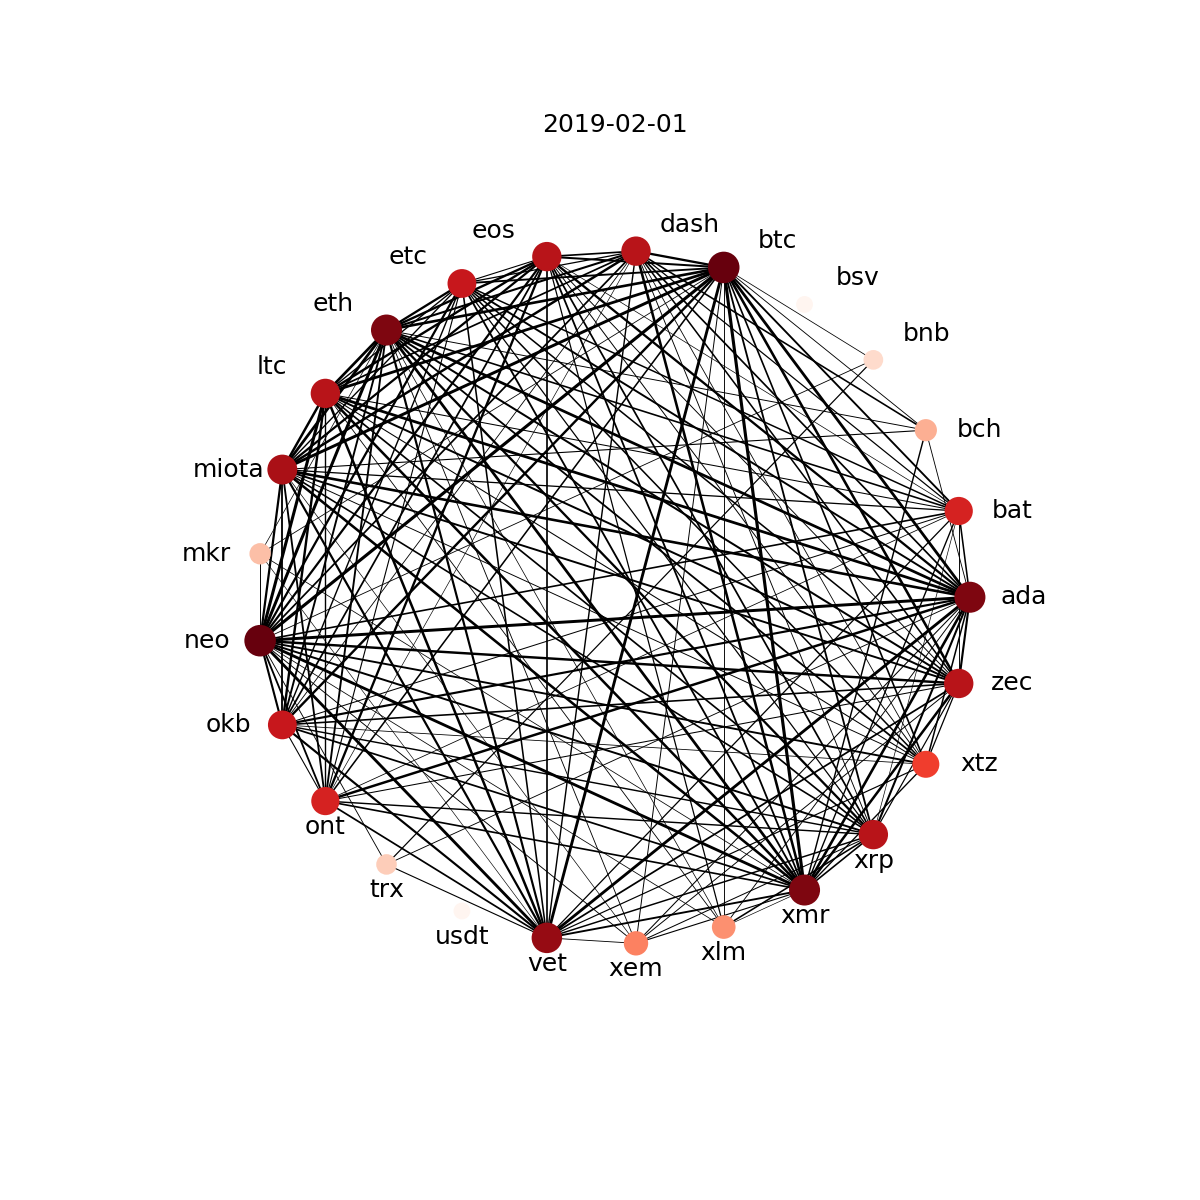 2019-02-01
dash
eos
btc
etc
bsv
eth
bnb
ltc
bch
miota
bat
mkr
ada
neo
zec
okb
xtz
ont
xrp
trx
xmr
usdt
xlm
vet
xem